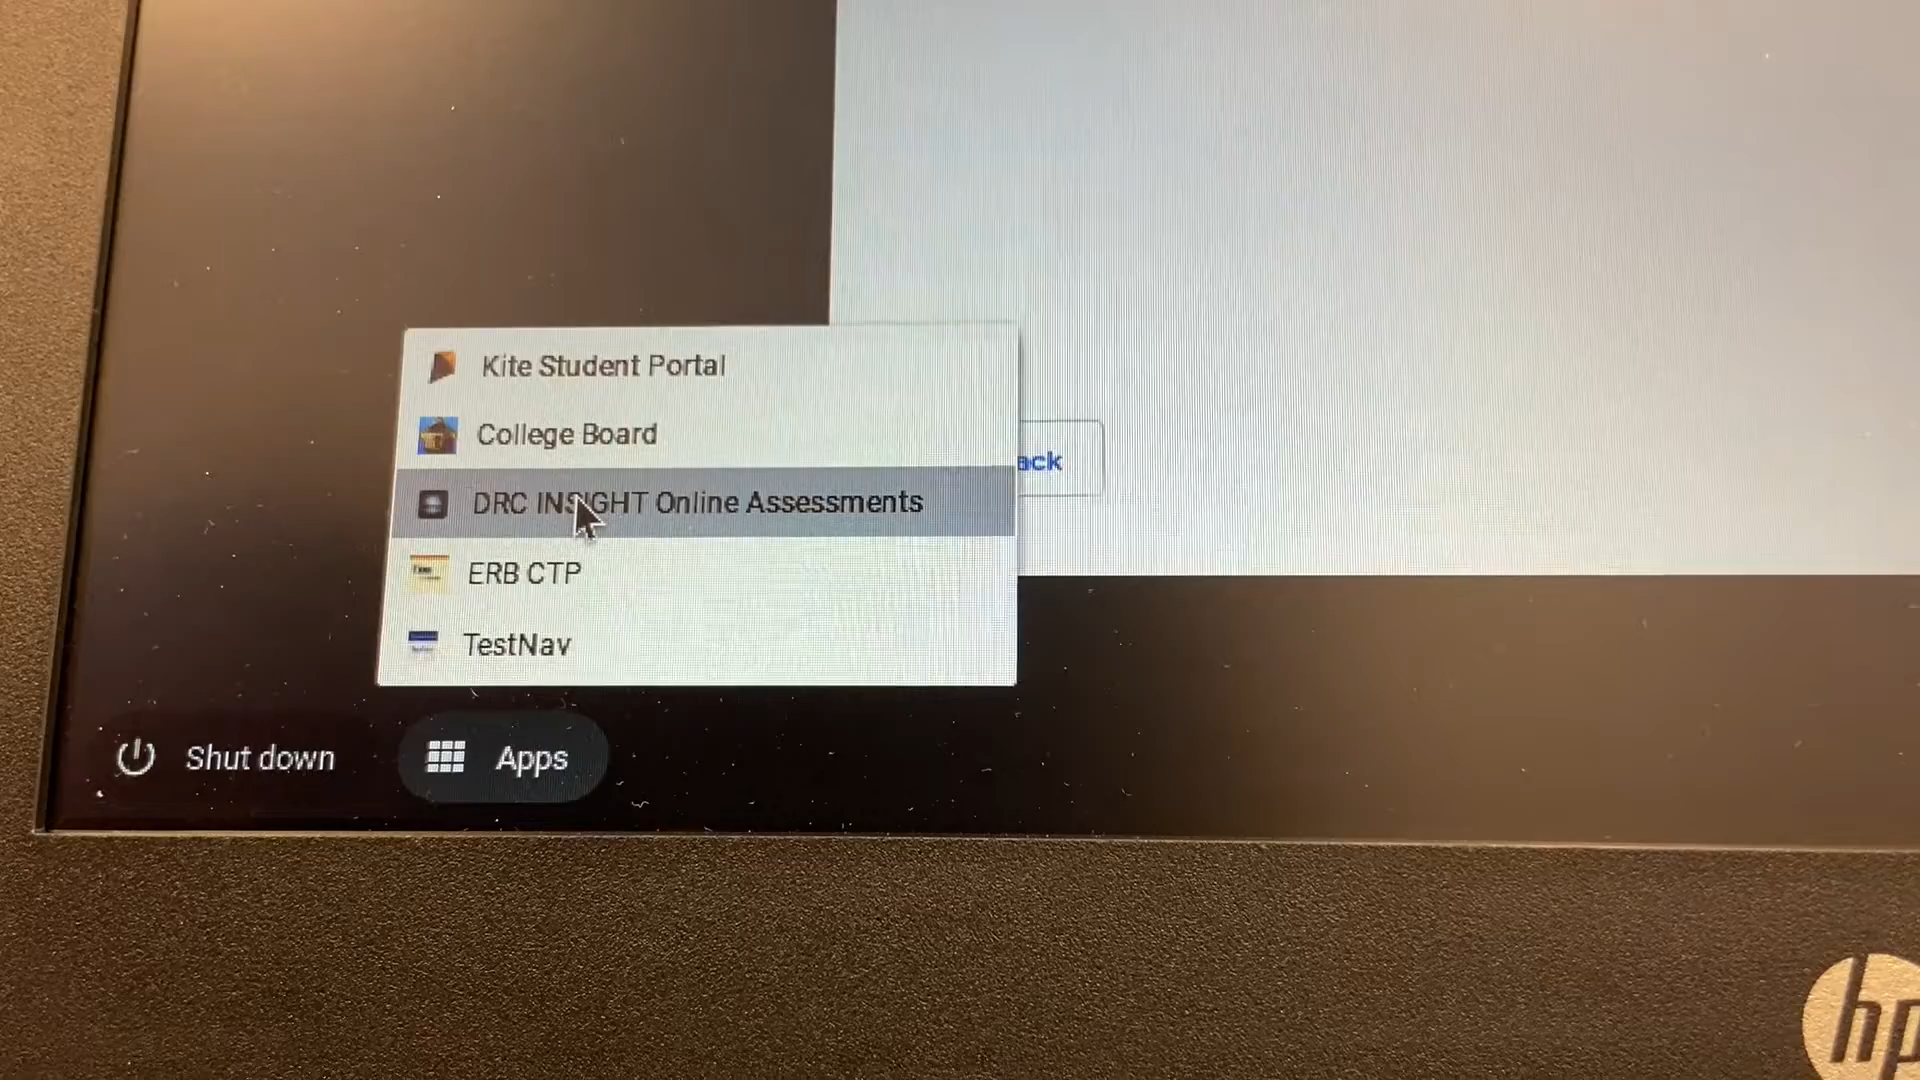 Kite Student Portal
College Board
ack
DRC INSIGHT Online Assessments
ERB CTP
TestNav
Shut down
Apps
hp